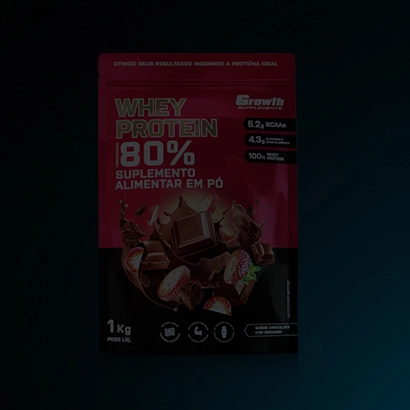 OTIMIZE SEUS RESULTADOS INGERINDO A PROTEÍNA IDEAL
Growth
SUPPLEMENTS
WHEY
PROTEIN
80%
SUPLEMENTO
ALIMENTAR EM PÓ
5.2g BCAAs
4.3g
100% WHEY PROTEIN
1Kg
PESO LÍQ.
SABOR CHOCOLATE
COM MORANGO